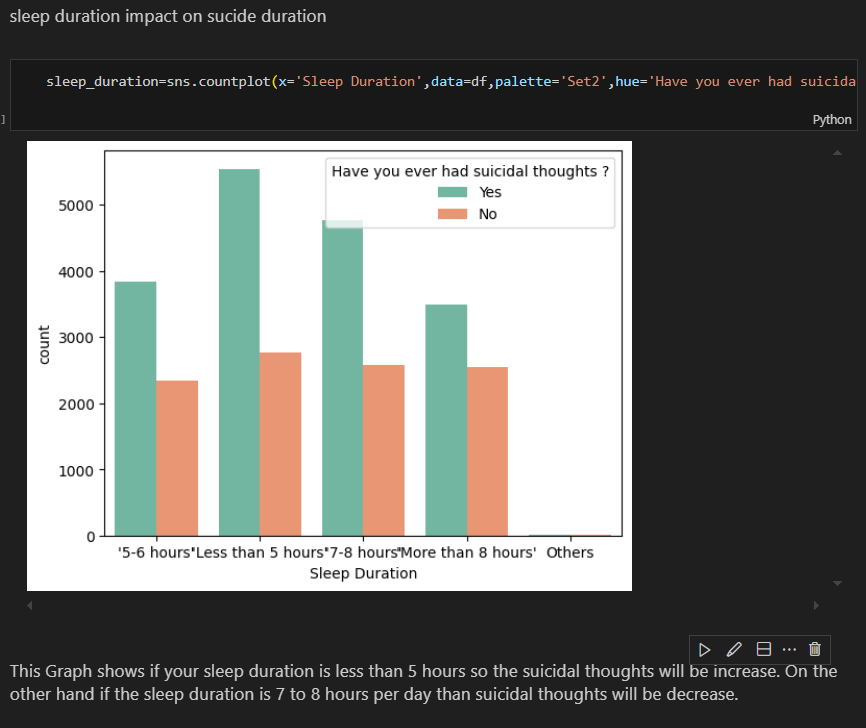 sleep duration impact on sucide duration
sleep_duration=sns.countplot(x='Sleep Duration',data=df,palette='Set2',hue='Have you ever had suicida
]
Python
Have you ever had suicidal thoughts ?
Yes
No
5000
4000
3000
2000
1000
0
count
'5-6 hours' 'Less than 5 hours' '7-8 hours' 'More than 8 hours' Others
Sleep Duration
This Graph shows if your sleep duration is less than 5 hours so the suicidal thoughts will be increase. On the
other hand if the sleep duration is 7 to 8 hours per day than suicidal thoughts will be decrease.